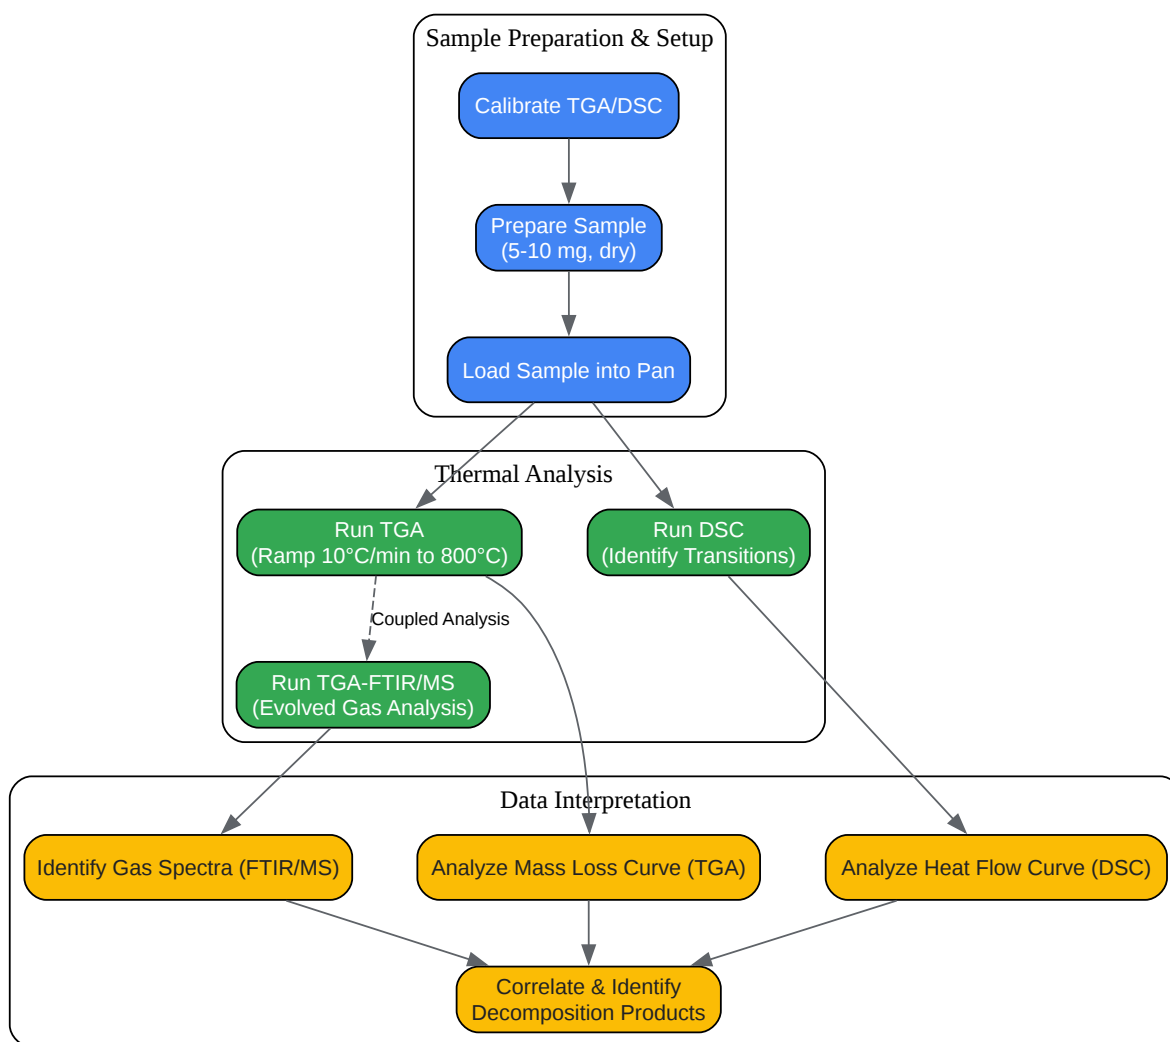 Sample Preparation & Setup
Calibrate TGA/DSC
Prepare Sample
(5-10 mg, dry)
Load Sample into Pan
Thermal Analysis
Run TGA
(Ramp 10°C/min to 800°C)
Run DSC
(Identify Transitions)
Coupled Analysis
Run TGA-FTIR/MS
(Evolved Gas Analysis)
Data Interpretation
Identify Gas Spectra (FTIR/MS)
Analyze Mass Loss Curve (TGA)
Analyze Heat Flow Curve (DSC)
Correlate & Identify
Decomposition Products